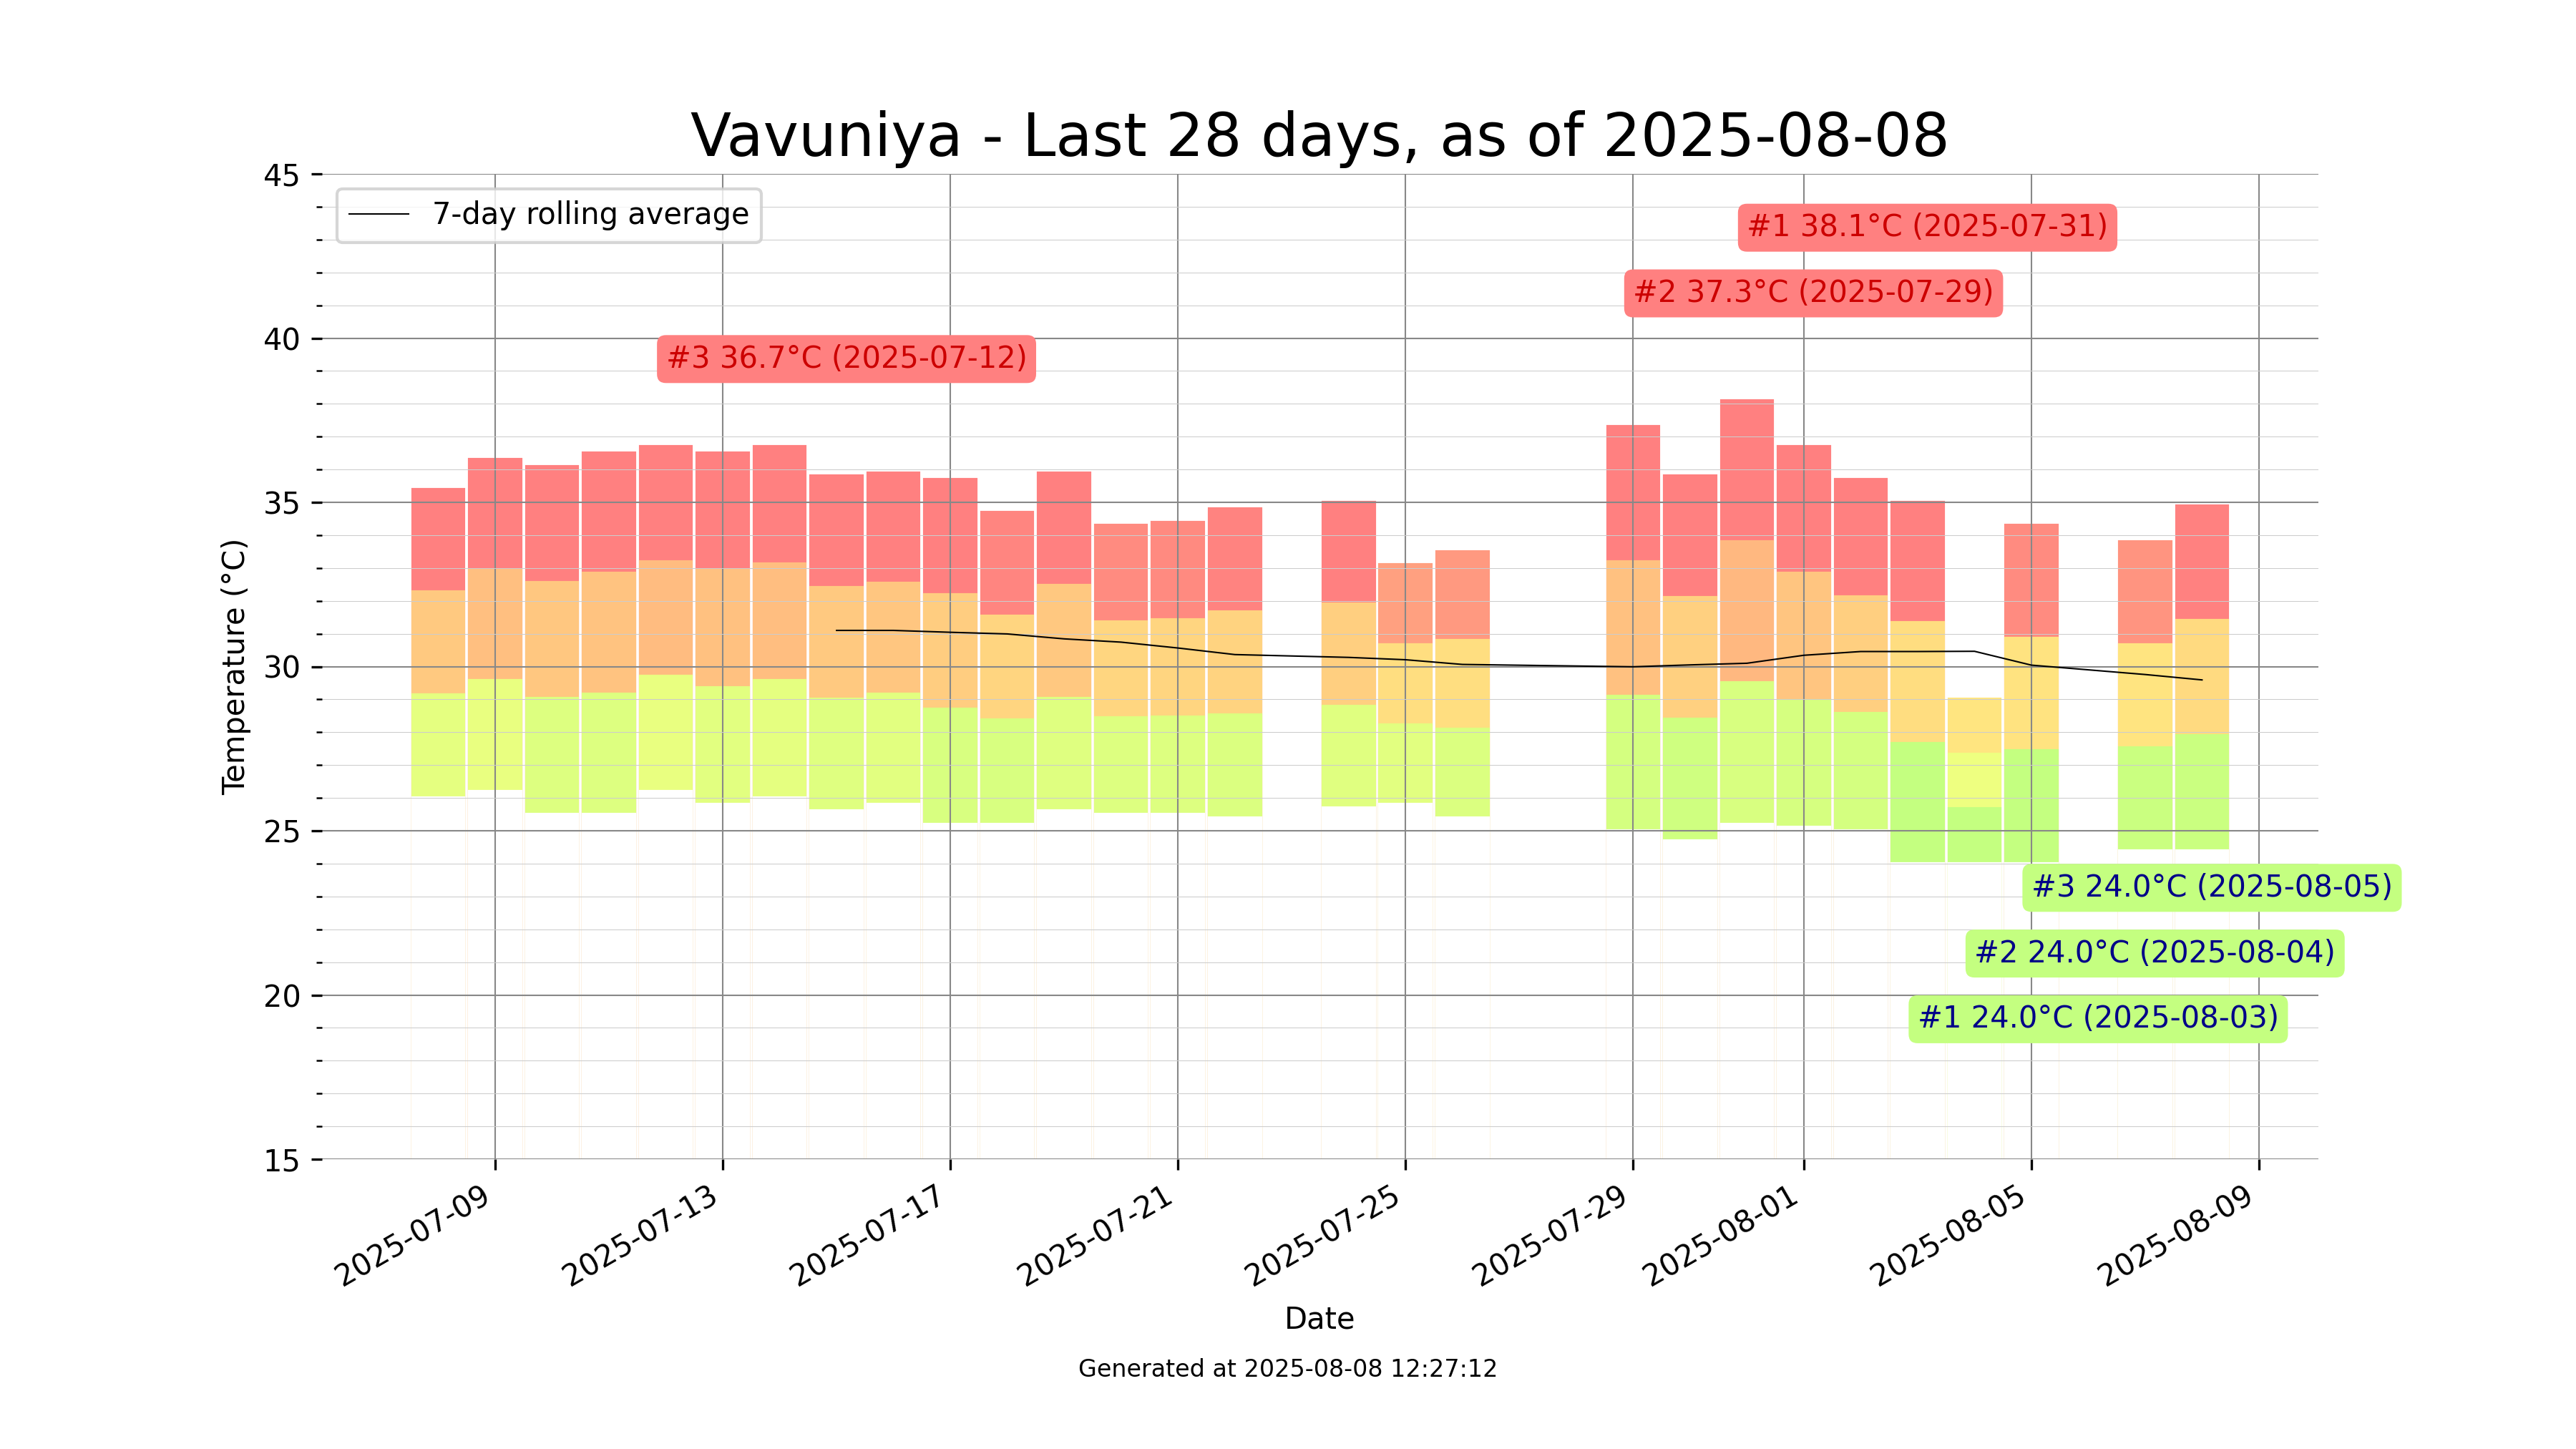 Vavuniya - Last 28 days, as of 2025-08-08
7-day rolling average
#1 38.1°C (2025-07-31)
#2 37.3°C (2025-07-29)
#3 36.7°C (2025-07-12)
#3 24.0°C (2025-08-05)
#2 24.0°C (2025-08-04)
#1 24.0°C (2025-08-03)
Temperature (°C)
45
40
35
30
25
20
15
2025-07-09
2025-07-13
2025-07-17
2025-07-21
2025-07-25
2025-07-29
2025-08-01
2025-08-05
2025-08-09
Date
Generated at 2025-08-08 12:27:12